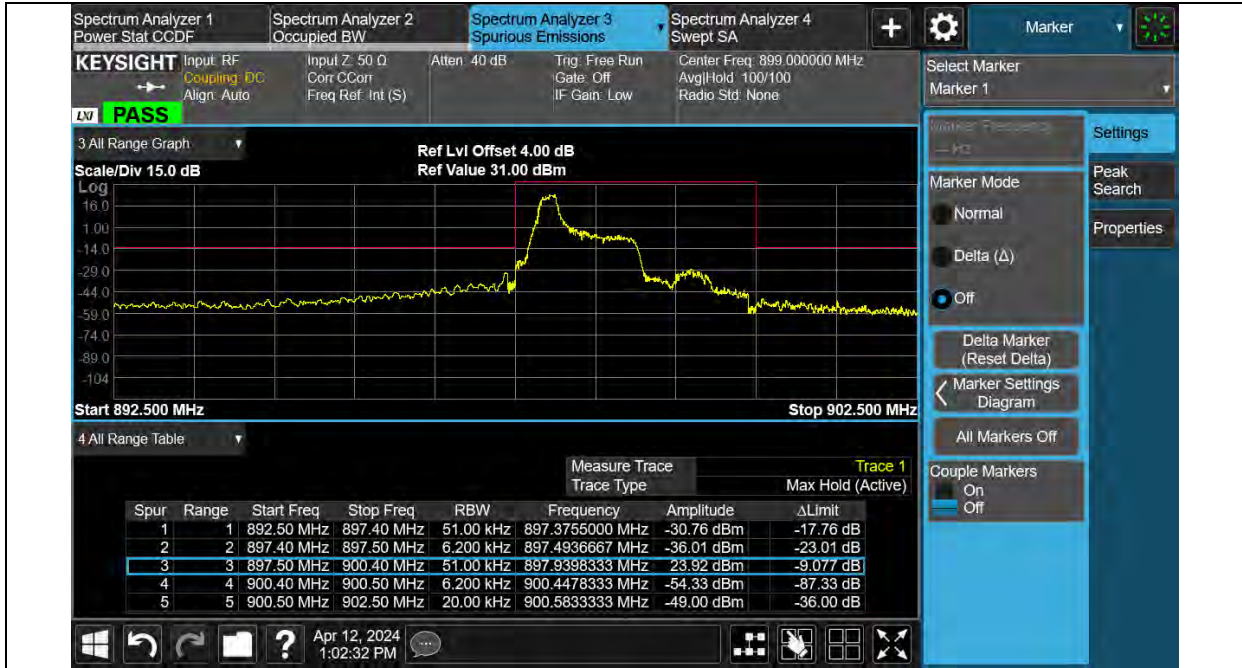 Spectrum Analyzer 1
Power Stat CCDF
Spectrum Analyzer 2
Occupied BW
Spectrum Analyzer 3
Spurious Emissions
Spectrum Analyzer 4
Swept SA
Marker
KEYSIGHT
Input: RF
Coupling: DC
Align: Auto
Input Z: 50 Ω
Corr CCorr
Freq Ref: Int (S)
Atten: 40 dB
Trig: Free Run
Gate: Off
IF Gain: Low
Center Freq: 899.000000 MHz
Avg|Hold: 100/100
Radio Std: None
LXI
PASS
Select Marker
Marker 1
3 All Range Graph
Scale/Div 15.0 dB
Ref Lvl Offset 4.00 dB
Ref Value 31.00 dBm
Log
16.0
1.00
-14.0
-29.0
-44.0
-59.0
-74.0
-89.0
-104
Start 892.500 MHz
Stop 902.500 MHz
4 All Range Table
Measure Trace Trace 1
Trace Type Max Hold (Active)
Spur Range Start Freq Stop Freq RBW Frequency Amplitude ΔLimit
1 1 892.50 MHz 897.40 MHz 51.00 kHz 897.3755000 MHz -30.76 dBm -17.76 dB
2 2 897.40 MHz 897.50 MHz 6.200 kHz 897.4936667 MHz -36.01 dBm -23.01 dB
3 3 897.50 MHz 900.40 MHz 51.00 kHz 897.9398333 MHz 23.92 dBm -9.077 dB
4 4 900.40 MHz 900.50 MHz 6.200 kHz 900.4478333 MHz -54.33 dBm -87.33 dB
5 5 900.50 MHz 902.50 MHz 20.00 kHz 900.5833333 MHz -49.00 dBm -36.00 dB
Marker Frequency
--- Hz
Marker Mode
Normal
Delta (Δ)
Off
Delta Marker
(Reset Delta)
Marker Settings
Diagram
All Markers Off
Couple Markers
On
Off
Settings
Peak
Search
Properties
Apr 12, 2024
1:02:32 PM